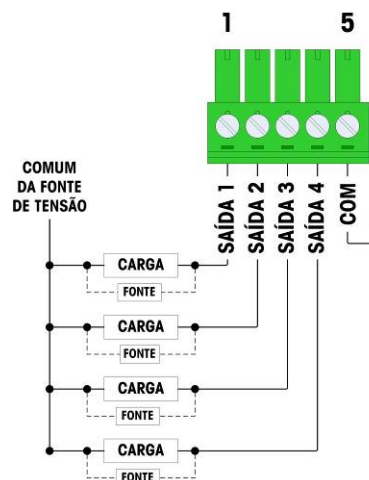 1 5
SAÍDA 1
SAÍDA 2
SAÍDA 3
SAÍDA 4
COM
COMUM
DA FONTE
DE TENSÃO
CARGA
FONTE
CARGA
FONTE
CARGA
FONTE
CARGA
FONTE